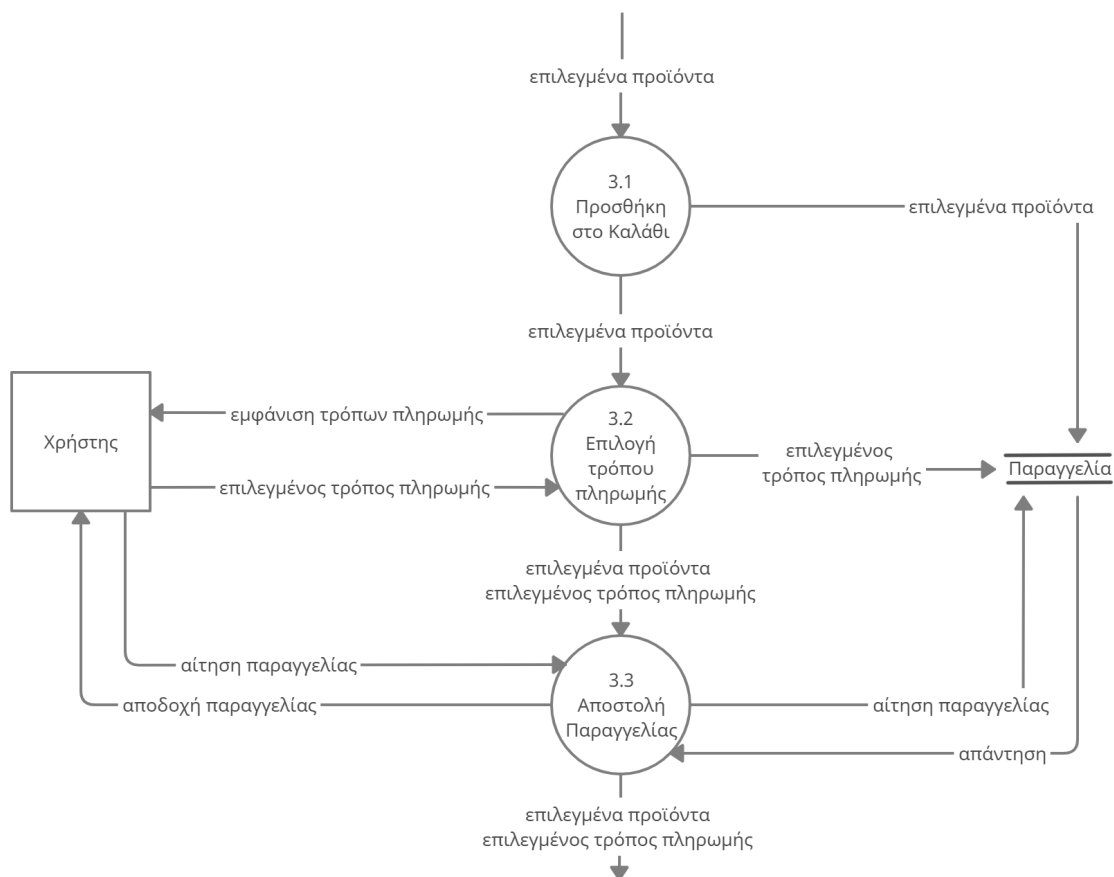 επιλεγμένα προϊόντα
3.1
Προσθήκη
στο Καλάθι
επιλεγμένα προϊόντα
επιλεγμένα προϊόντα
Χρήστης
εμφάνιση τρόπων πληρωμής
επιλεγμένος τρόπος πληρωμής
3.2
Επιλογή
τρόπου
πληρωμής
επιλεγμένος
τρόπος πληρωμής
Παραγγελία
επιλεγμένα προϊόντα
επιλεγμένος τρόπος πληρωμής
αίτηση παραγγελίας
αποδοχή παραγγελίας
3.3
Αποστολή
Παραγγελίας
αίτηση παραγγελίας
απάντηση
επιλεγμένα προϊόντα
επιλεγμένος τρόπος πληρωμής